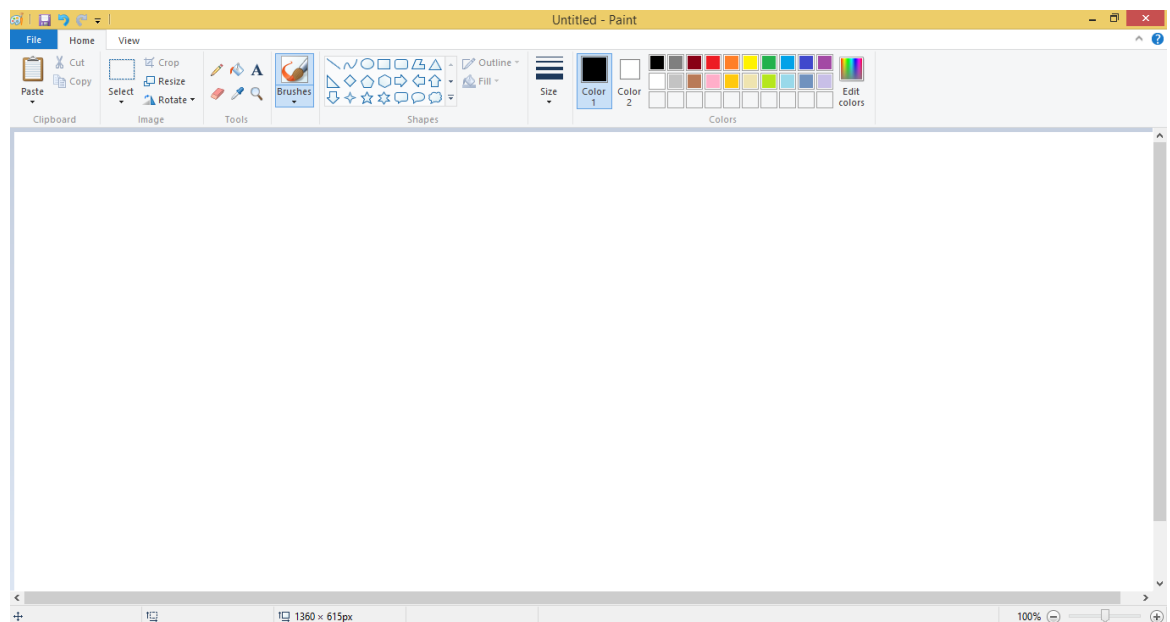 Untitled - Paint
File Home View
Paste
Cut
Copy
Clipboard
Select
Crop
Resize
Rotate
Image
A
Tools
Brushes
Outline
Fill
Shapes
Size
Color 1
Color 2
Edit colors
Colors
1360 × 615px
100%